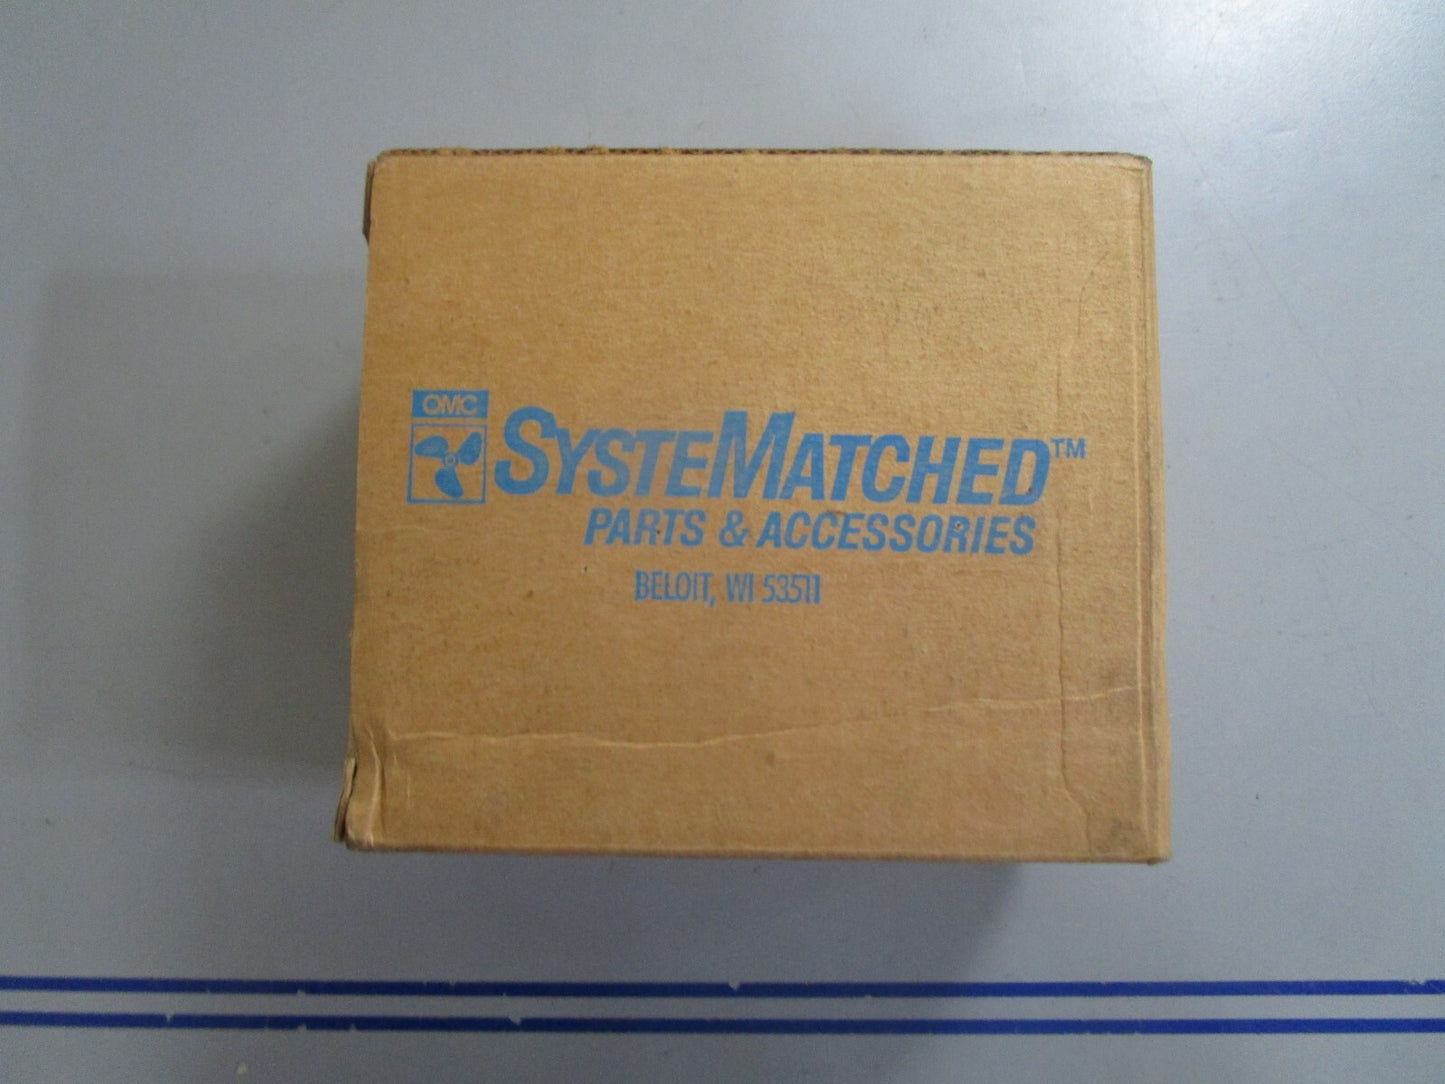 OMC
SYSTEMATCHED™
PARTS & ACCESSORIES
BELOIT, WI 53511